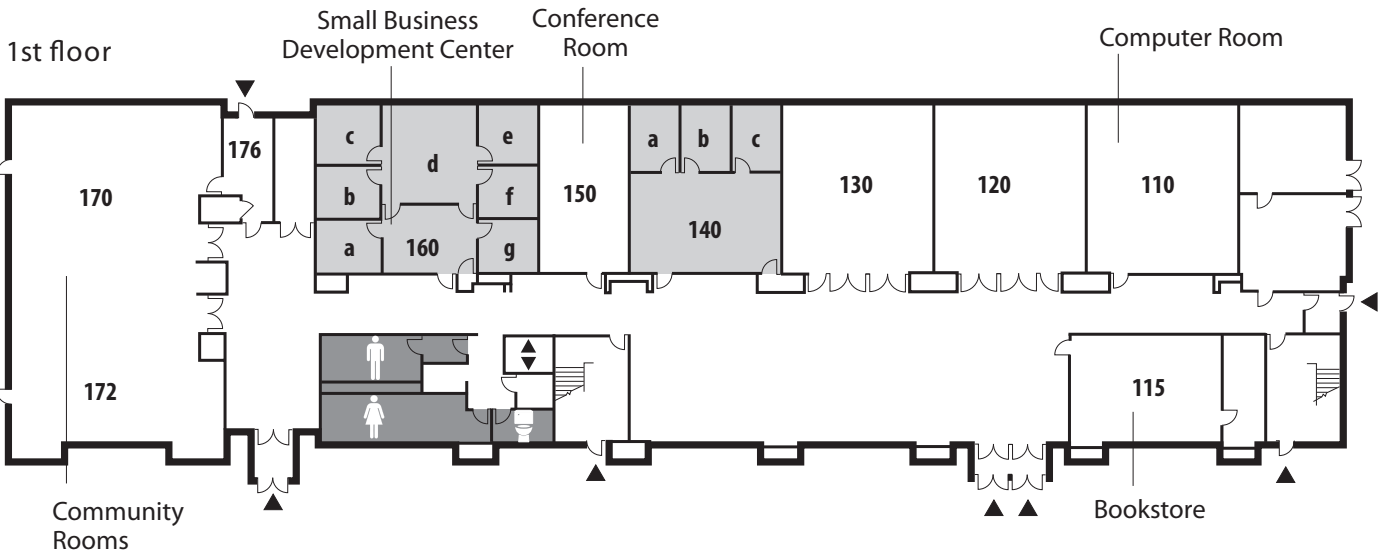 1st floor
Small Business
Development Center
Conference
Room
Computer Room
176
c
e
a
b
c
d
170
b
f
150
130
120
110
140
a
160
g
172
115
Community
Rooms
Bookstore